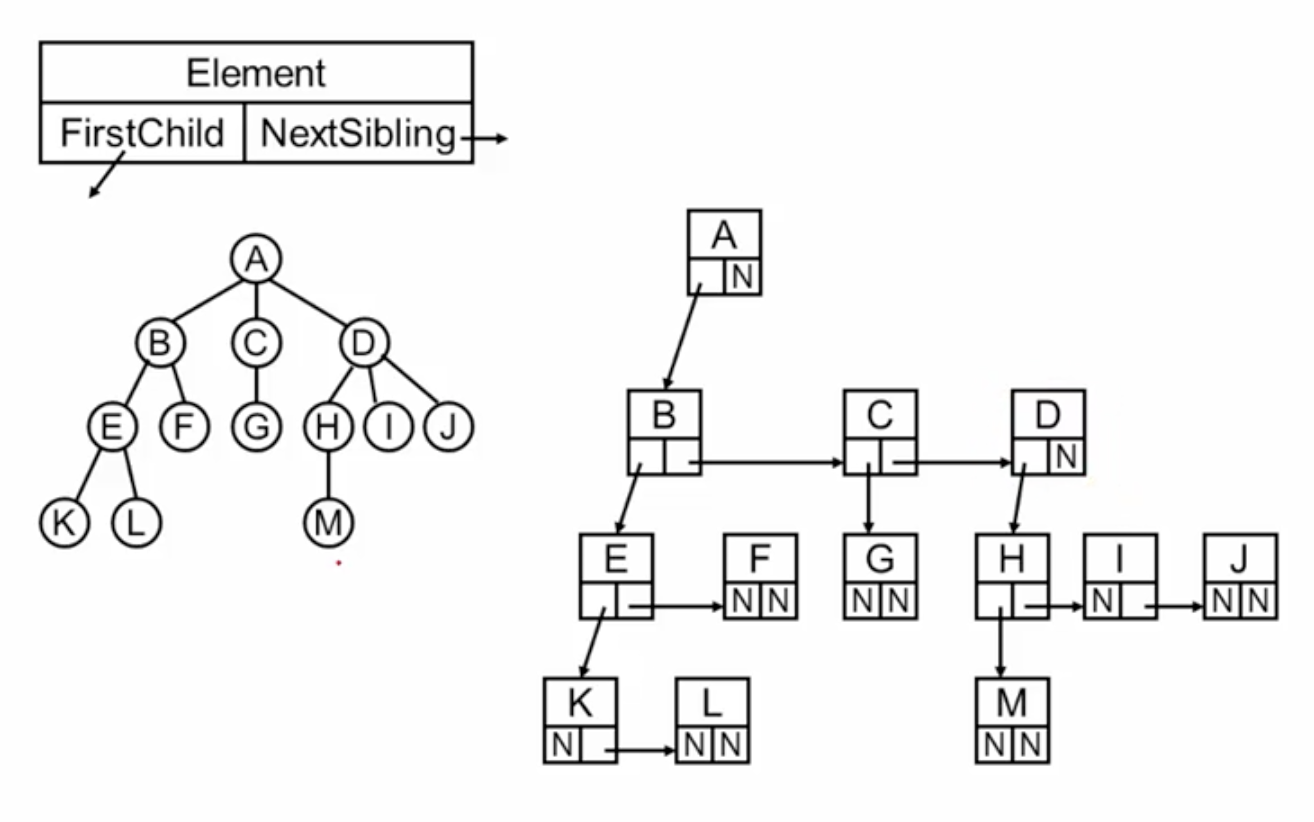 Element
FirstChild NextSibling
A
B C D
E F G H I J
K L M
A
N
B C D
N
E F G H I J
N N N N N N N
K L M
N N N N N